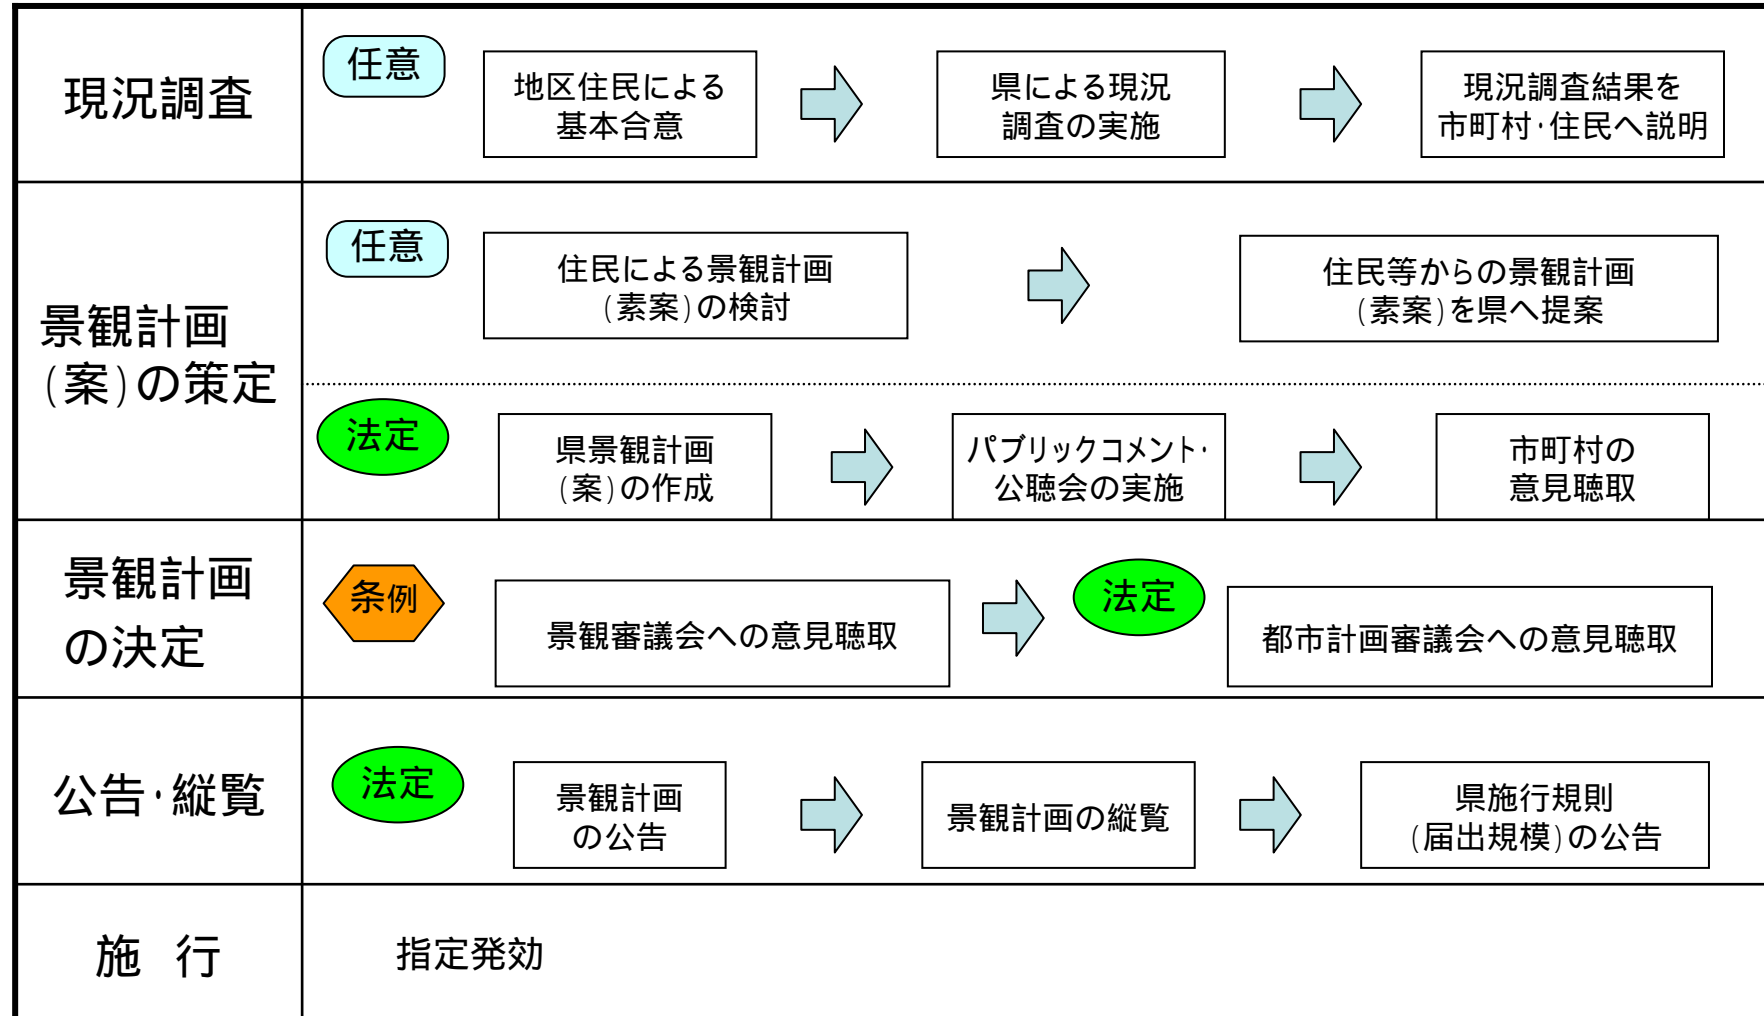 現況調査
任意
地区住民による
基本合意
県による現況
調査の実施
現況調査結果を
市町村・住民へ説明
景観計画
(案)の策定
任意
住民による景観計画
(素案)の検討
住民等からの景観計画
(素案)を県へ提案
法定
県景観計画
(案)の作成
パブリックコメント・
公聴会の実施
市町村の
意見聴取
景観計画
の決定
条例
景観審議会への意見聴取
法定
都市計画審議会への意見聴取
公告・縦覧
法定
景観計画
の公告
景観計画の縦覧
県施行規則
(届出規模)の公告
施 行
指定発効